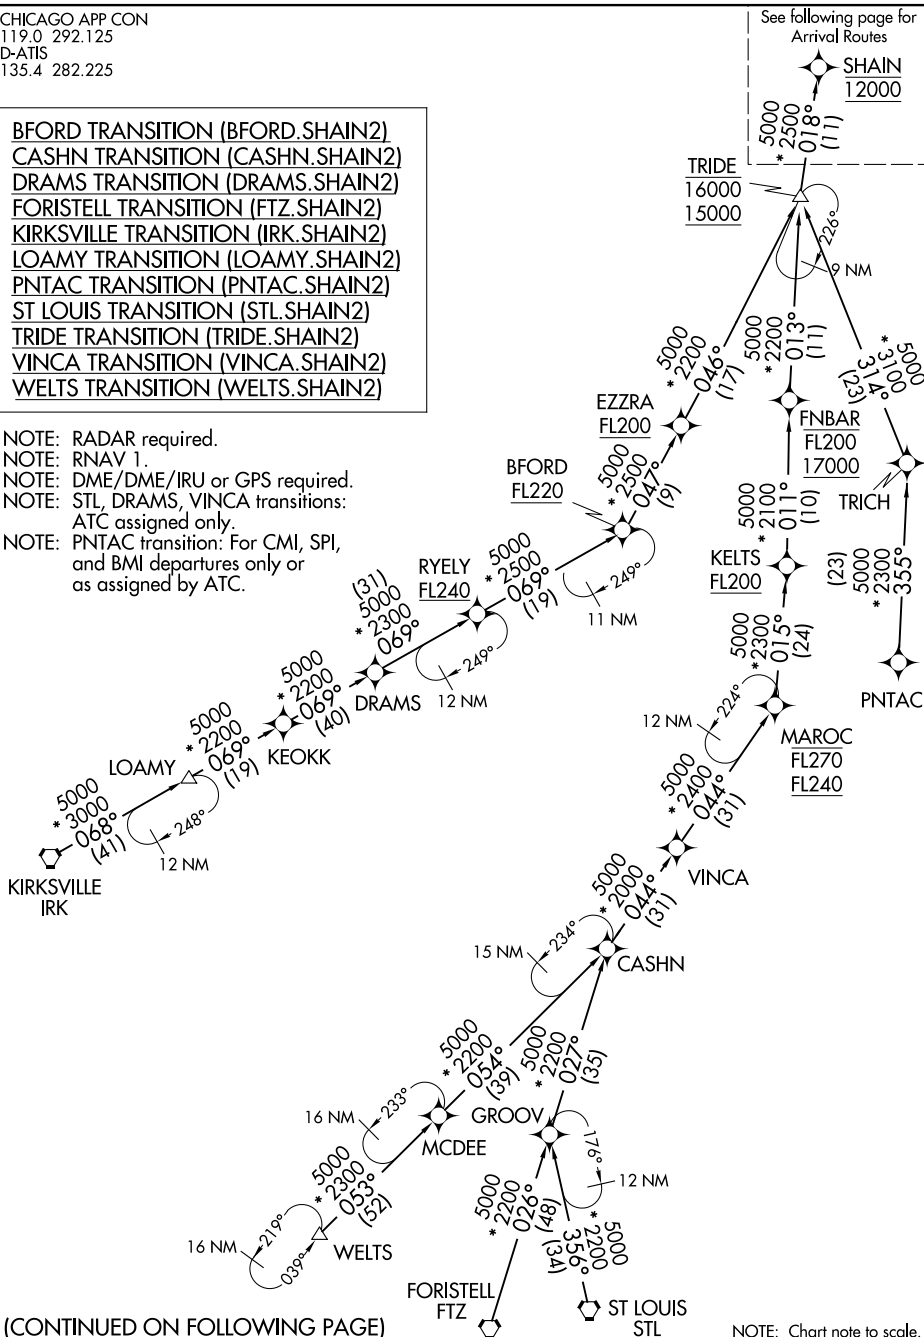 CHICAGO APP CON
119.0 292.125
D-ATIS
135.4 282.225
See following page for
Arrival Routes
SHAIN
12000
5000
* 2500
018°
(11)
BFORD TRANSITION (BFORD.SHAIN2)
CASHN TRANSITION (CASHN.SHAIN2)
DRAMS TRANSITION (DRAMS.SHAIN2)
FORISTELL TRANSITION (FTZ.SHAIN2)
KIRKSVILLE TRANSITION (IRK.SHAIN2)
LOAMY TRANSITION (LOAMY.SHAIN2)
PNTAC TRANSITION (PNTAC.SHAIN2)
ST LOUIS TRANSITION (STL.SHAIN2)
TRIDE TRANSITION (TRIDE.SHAIN2)
VINCA TRANSITION (VINCA.SHAIN2)
WELTS TRANSITION (WELTS.SHAIN2)
TRIDE
16000
15000
226°
9 NM
5000
* 2200
046°
(17)
5000
* 2200
013°
(11)
5000
* 3100
314°
(23)
NOTE: RADAR required.
NOTE: RNAV 1.
NOTE: DME/DME/IRU or GPS required.
NOTE: STL, DRAMS, VINCA transitions:
ATC assigned only.
NOTE: PNTAC transition: For CMI, SPI,
and BMI departures only or
as assigned by ATC.
EZZRA
FL200
FNBAR
FL200
17000
TRICH
BFORD
FL220
5000
* 2500
047°
(9)
5000
* 2100
011°
(10)
KELTS
FL200
(23)
5000
* 2300
355°
PNTAC
RYELY
FL240
5000
* 2500
069°
(19)
249°
11 NM
(31)
5000
* 2300
069°
DRAMS
249°
12 NM
5000
* 2300
015°
(24)
224°
12 NM
MAROC
FL270
FL240
5000
* 2200
069°
(40)
KEOKK
LOAMY
5000
* 2200
069°
(19)
248°
12 NM
5000
* 3000
068°
(41)
KIRKSVILLE
IRK
5000
* 2400
044°
(31)
VINCA
5000
* 2000
044°
(31)
234°
15 NM
CASHN
5000
* 2200
054°
(39)
5000
* 2200
027°
(35)
233°
16 NM
MCDEE
GROOV
176°
12 NM
5000
* 2300
053°
(52)
219°
039°
16 NM
WELTS
5000
* 2200
026°
(48)
5000
* 2200
356°
(34)
FORISTELL
FTZ
ST LOUIS
STL
(CONTINUED ON FOLLOWING PAGE)
NOTE: Chart note to scale.